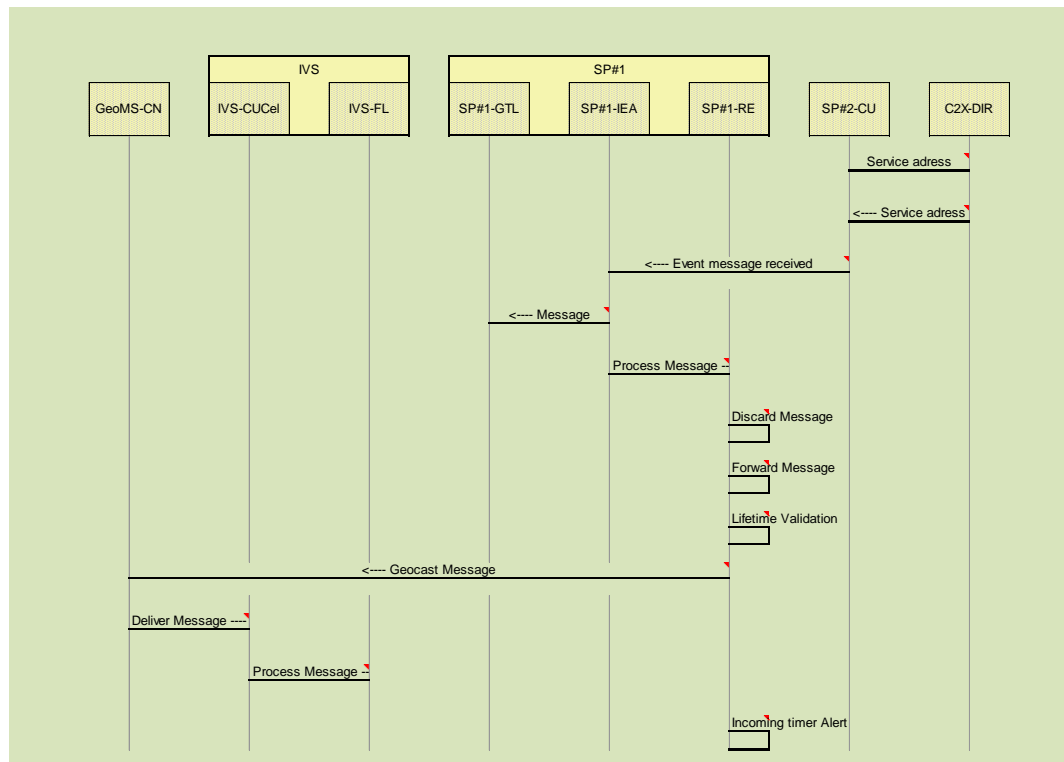 IVS
SP#1
GeoMS-CN
IVS-CUCel
IVS-FL
SP#1-GTL
SP#1-IEA
SP#1-RE
SP#2-CU
C2X-DIR
Service adress
<---- Service adress
<---- Event message received
<---- Message
Process Message --
Discard Message
Forward Message
Lifetime Validation
<---- Geocast Message
Deliver Message ----
Process Message --
Incoming timer Alert